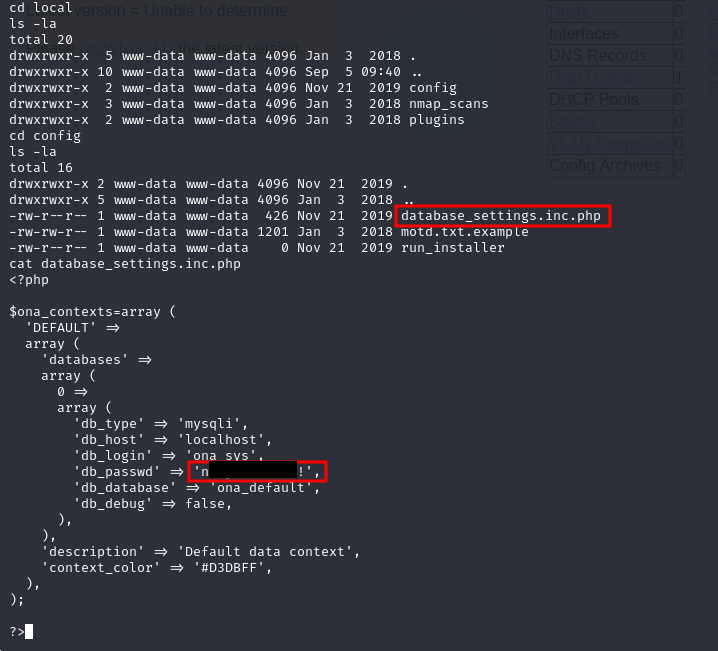 cd local
ls -la
total 20
drwxrwxr-x  5 www-data www-data 4096 Jan  3  2018 .
drwxrwxr-x 10 www-data www-data 4096 Sep  5 09:40 ..
drwxrwxr-x  2 www-data www-data 4096 Nov 21  2019 config
drwxrwxr-x  3 www-data www-data 4096 Jan  3  2018 nmap_scans
drwxrwxr-x  2 www-data www-data 4096 Jan  3  2018 plugins
cd config
ls -la
total 16
drwxrwxr-x 2 www-data www-data 4096 Nov 21  2019 .
drwxrwxr-x 5 www-data www-data 4096 Jan  3  2018 ..
-rw-r--r-- 1 www-data www-data  426 Nov 21  2019 database_settings.inc.php
-rw-rw-r-- 1 www-data www-data 1201 Jan  3  2018 motd.txt.example
-rw-r--r-- 1 www-data www-data    0 Nov 21  2019 run_installer
cat database_settings.inc.php
<?php
$ona_contexts=array (
  'DEFAULT' =>
  array (
    'databases' =>
    array (
      0 =>
      array (
        'db_type' => 'mysqli',
        'db_host' => 'localhost',
        'db_login' => 'ona_sys',
        'db_passwd' => 'n !',
        'db_database' => 'ona_default',
        'db_debug' => false,
      ),
    ),
    'description' => 'Default data context',
    'context_color' => '#D3DBFF',
  ),
);
?>
version = Unable to determine
the latest version
Hosts 0
Interfaces 0
DNS Records 0
DNS Domains 1
DHCP Pools 0
Blocks 0
VLAN Campuses 0
Config Archives 0